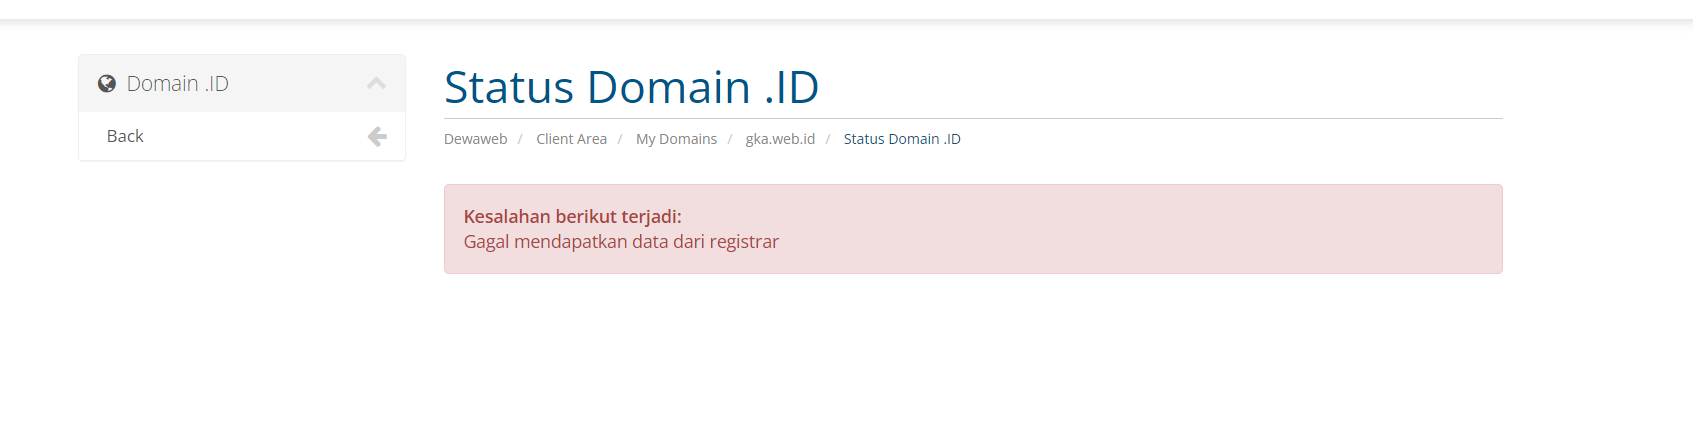 Domain .ID
Back
Status Domain .ID
Dewaweb / Client Area / My Domains / gka.web.id / Status Domain .ID
Kesalahan berikut terjadi:
Gagal mendapatkan data dari registrar